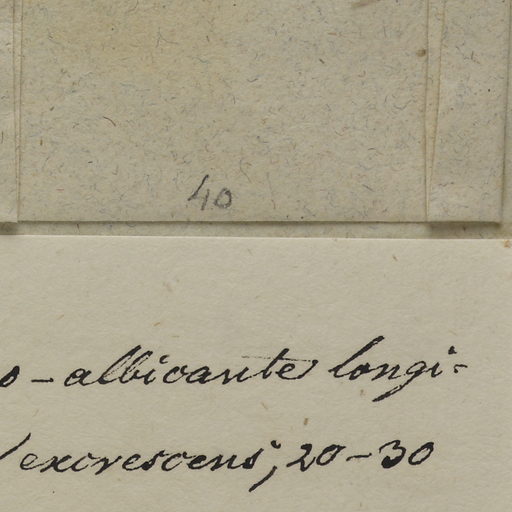 40
o-albicante longi-
excrescens, 20-30